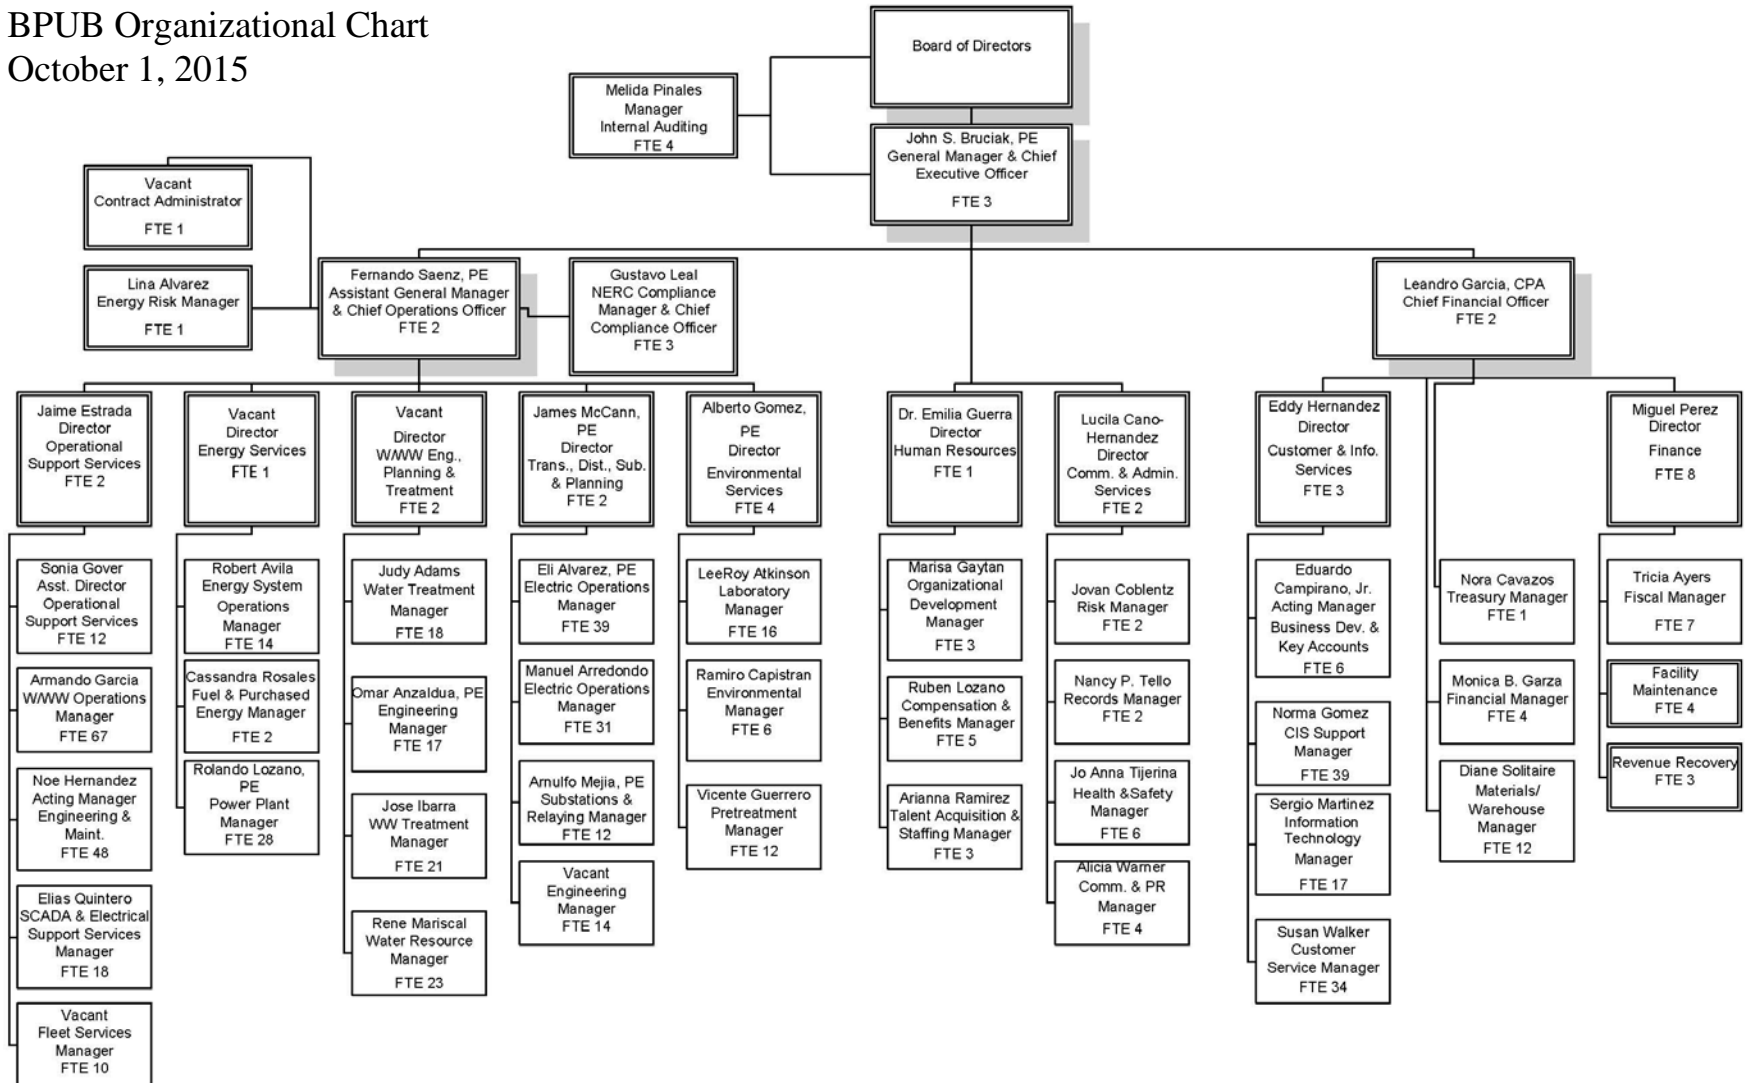 BPUB Organizational Chart
October 1, 2015
Board of Directors
Melida Pinales
Manager
Internal Auditing
FTE 4
John S. Bruciak, PE
General Manager & Chief
Executive Officer
FTE 3
Vacant
Contract Administrator
FTE 1
Lina Alvarez
Energy Risk Manager
FTE 1
Fernando Saenz, PE
Assistant General Manager
& Chief Operations Officer
FTE 2
Gustavo Leal
NERC Compliance
Manager & Chief
Compliance Officer
FTE 3
Leandro Garcia, CPA
Chief Financial Officer
FTE 2
Jaime Estrada
Director
Operational
Support Services
FTE 2
Vacant
Director
Energy Services
FTE 1
Vacant
Director
W/WW Eng.,
Planning &
Treatment
FTE 2
James McCann,
PE
Director
Trans., Dist., Sub.
& Planning
FTE 2
Alberto Gomez,
PE
Director
Environmental
Services
FTE 4
Dr. Emilia Guerra
Director
Human Resources
FTE 1
Lucila Cano-
Hernandez
Director
Comm. & Admin.
Services
FTE 2
Eddy Hernandez
Director
Customer & Info.
Services
FTE 3
Miguel Perez
Director
Finance
FTE 8
Sonia Gover
Asst. Director
Operational
Support Services
FTE 12
Armando Garcia
W/WW Operations
Manager
FTE 67
Noe Hernandez
Acting Manager
Engineering &
Maint.
FTE 48
Elias Quintero
SCADA & Electrical
Support Services
Manager
FTE 18
Vacant
Fleet Services
Manager
FTE 10
Robert Avila
Energy System
Operations
Manager
FTE 14
Cassandra Rosales
Fuel & Purchased
Energy Manager
FTE 2
Rolando Lozano,
PE
Power Plant
Manager
FTE 28
Judy Adams
Water Treatment
Manager
FTE 18
Omar Anzaldua, PE
Engineering
Manager
FTE 17
Jose Ibarra
WW Treatment
Manager
FTE 21
Rene Mariscal
Water Resource
Manager
FTE 23
Eli Alvarez, PE
Electric Operations
Manager
FTE 39
Manuel Arredondo
Electric Operations
Manager
FTE 31
Arnulfo Mejia, PE
Substations &
Relaying Manager
FTE 12
Vacant
Engineering
Manager
FTE 14
LeeRoy Atkinson
Laboratory
Manager
FTE 16
Ramiro Capistran
Environmental
Manager
FTE 6
Vicente Guerrero
Pretreatment
Manager
FTE 12
Marisa Gaytan
Organizational
Development
Manager
FTE 3
Ruben Lozano
Compensation &
Benefits Manager
FTE 5
Arianna Ramirez
Talent Acquisition &
Staffing Manager
FTE 3
Jovan Coblentz
Risk Manager
FTE 2
Nancy P. Tello
Records Manager
FTE 2
Jo Anna Tijerina
Health &Safety
Manager
FTE 6
Alicia Warner
Comm. & PR
Manager
FTE 4
Eduardo
Campirano, Jr.
Acting Manager
Business Dev. &
Key Accounts
FTE 6
Norma Gomez
CIS Support
Manager
FTE 39
Sergio Martinez
Information
Technology
Manager
FTE 17
Susan Walker
Customer
Service Manager
FTE 34
Nora Cavazos
Treasury Manager
FTE 1
Monica B. Garza
Financial Manager
FTE 4
Diane Solitaire
Materials/
Warehouse
Manager
FTE 12
Tricia Ayers
Fiscal Manager
FTE 7
Facility
Maintenance
FTE 4
Revenue Recovery
FTE 3